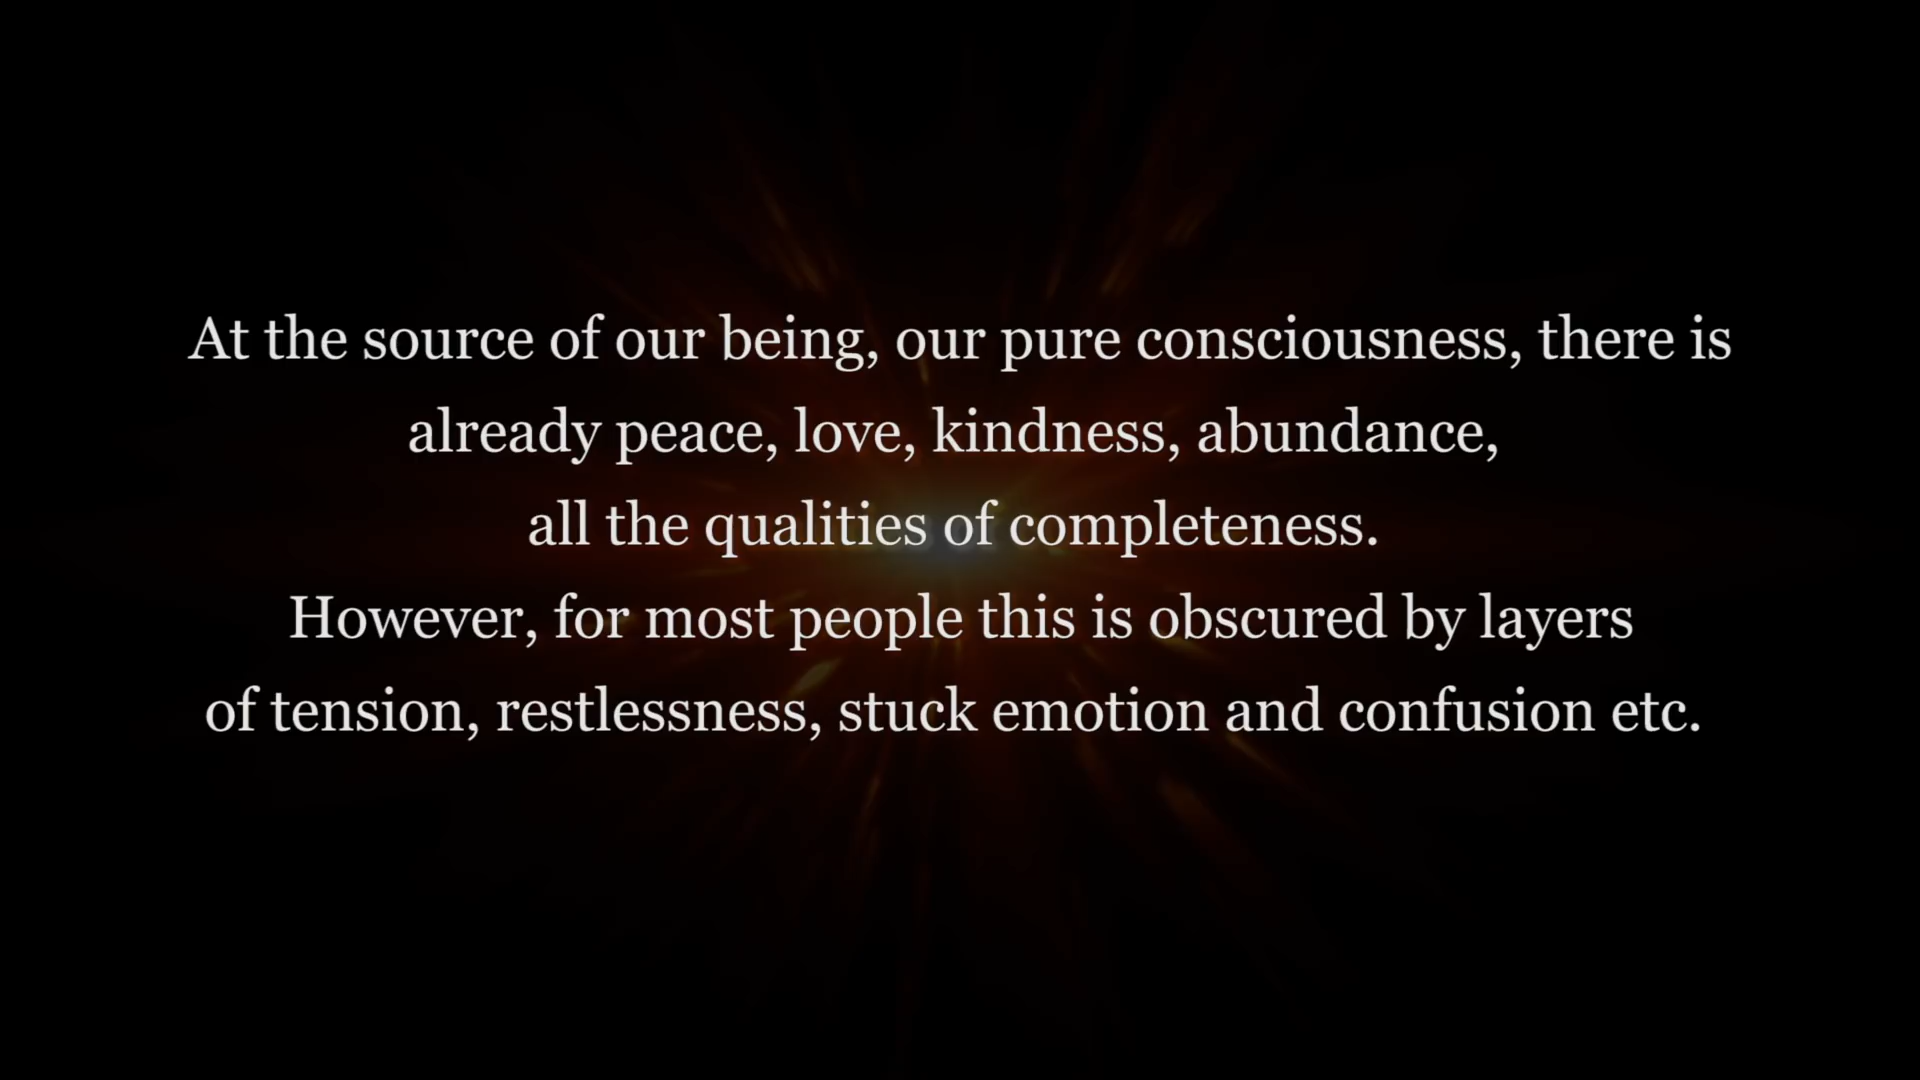 At the source of our being, our pure consciousness, there is
already peace, love, kindness, abundance,
all the qualities of completeness.
However, for most people this is obscured by layers
of tension, restlessness, stuck emotion and confusion etc.